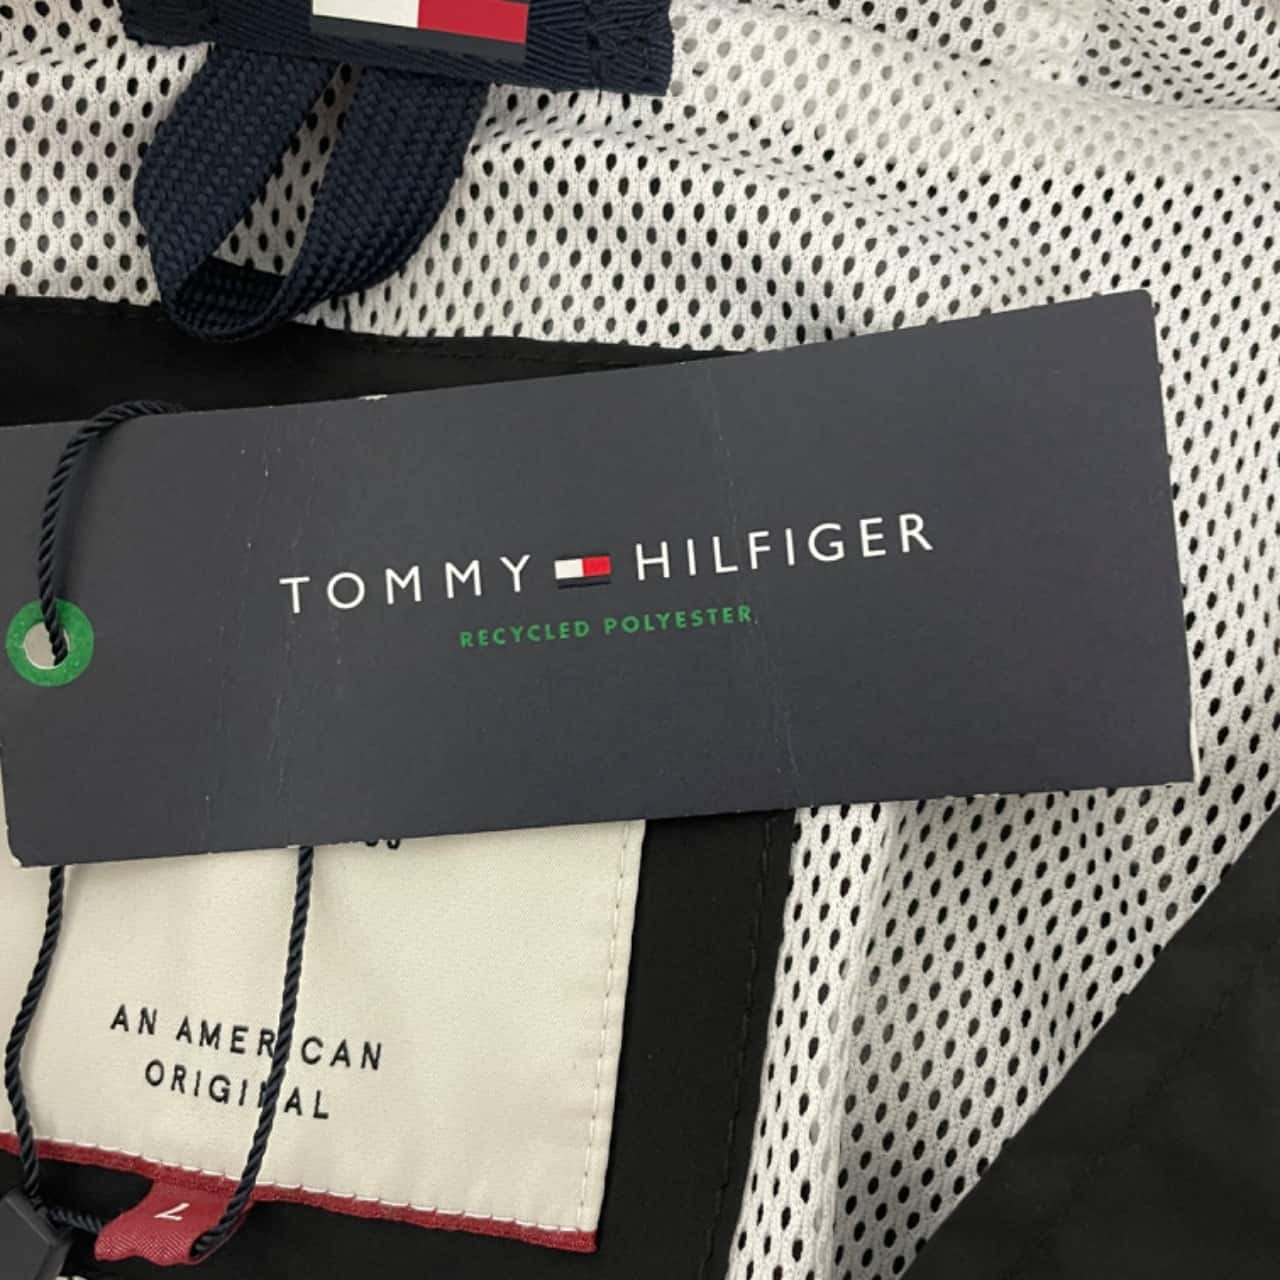 TOMMY HILFIGER
RECYCLED POLYESTER
AN AMERICAN
ORIGINAL
L